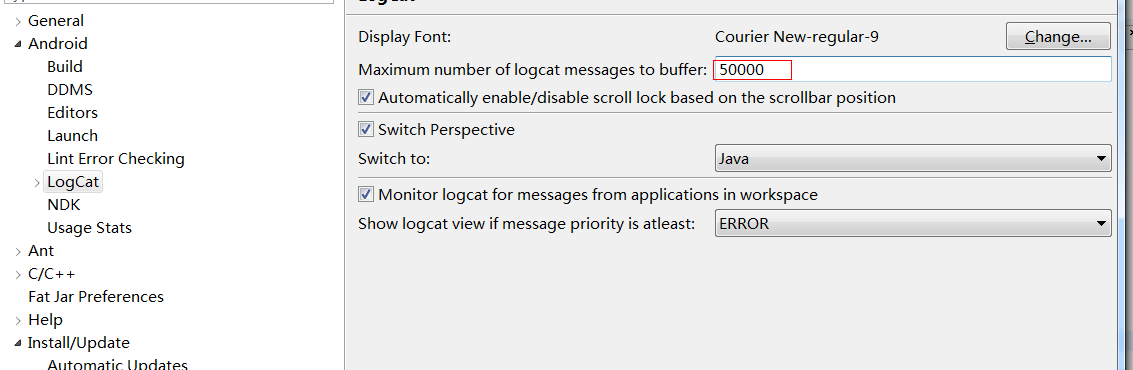 General
Android
Build
DDMS
Editors
Launch
Lint Error Checking
LogCat
NDK
Usage Stats
Ant
C/C++
Fat Jar Preferences
Help
Install/Update
Automatic Updates
Display Font:
Courier New-regular-9
Change...
Maximum number of logcat messages to buffer:
50000
Automatically enable/disable scroll lock based on the scrollbar position
Switch Perspective
Switch to:
Java
Monitor logcat for messages from applications in workspace
Show logcat view if message priority is atleast:
ERROR